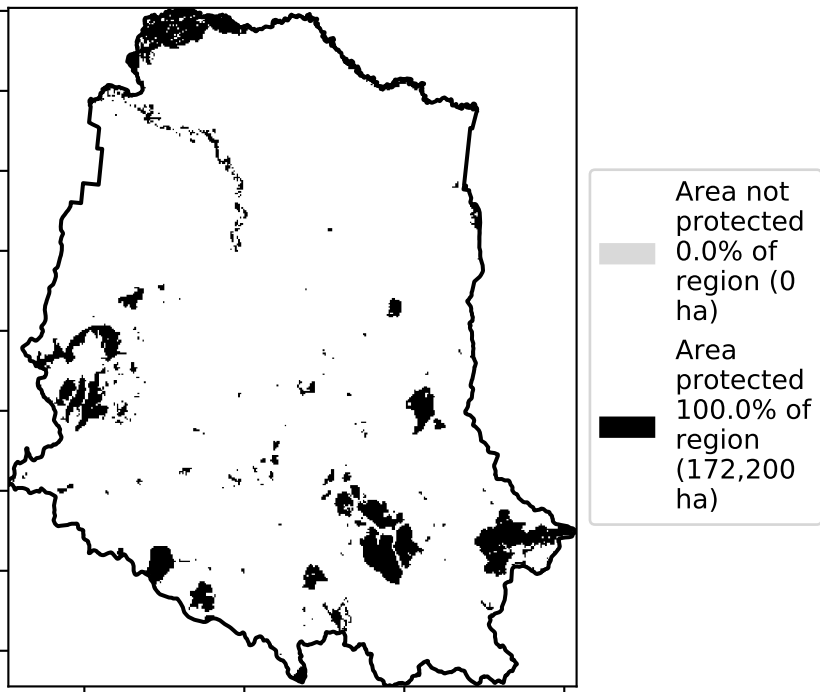 Area not
protected
0.0% of
region (0
ha)
Area
protected
100.0% of
region
(172,200
ha)